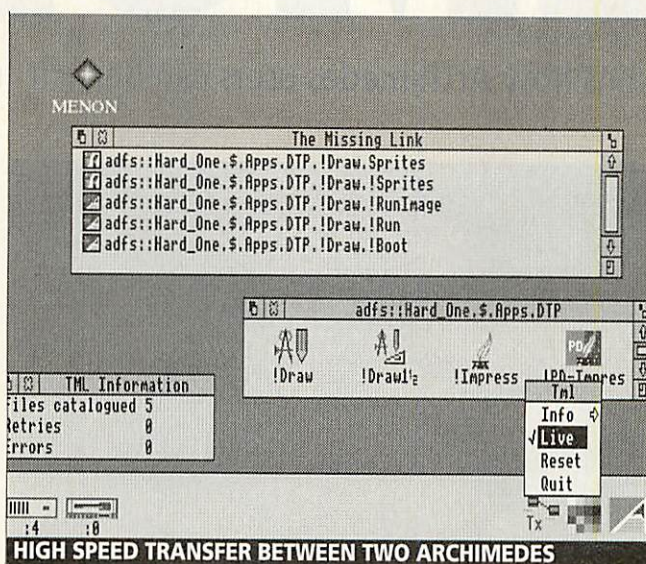 MENON
The Missing Link
adfs::Hard_One.$.Apps.DTP.!Draw.Sprites
adfs::Hard_One.$.Apps.DTP.!Draw.!Sprites
adfs::Hard_One.$.Apps.DTP.!Draw.!RunImage
adfs::Hard_One.$.Apps.DTP.!Draw.!Run
adfs::Hard_One.$.Apps.DTP.!Draw.!Boot
adfs::Hard_One.$.Apps.DTP
PD
!Draw !Draw1½ !Impress !PD-Impres
TML Information
files catalogued 5
Retries 0
Errors 0
Tml
Info
Live
Reset
Quit
:4 :0 Tx
HIGH SPEED TRANSFER BETWEEN TWO ARCHIMEDES